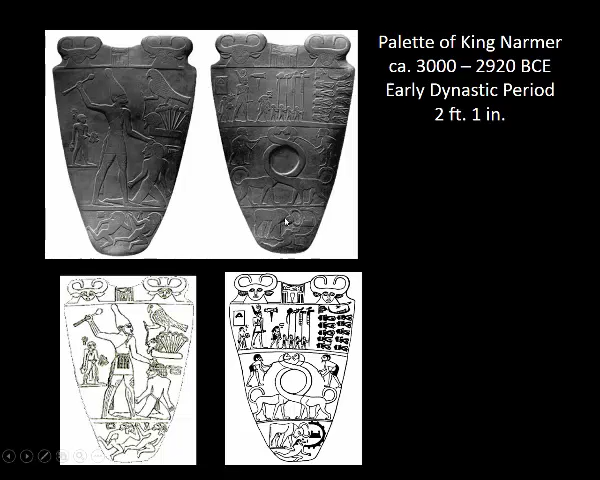 Palette of King Narmer
ca. 3000 – 2920 BCE
Early Dynastic Period
2 ft. 1 in.